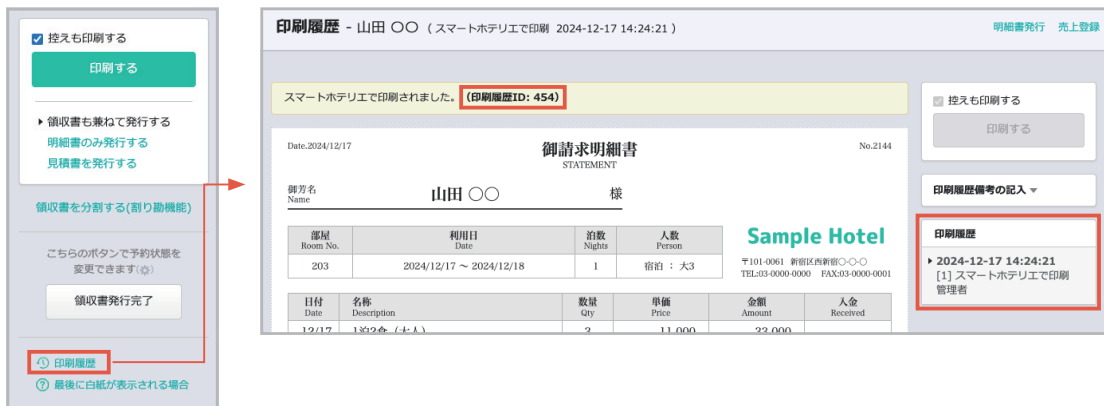 控えも印刷する
印刷する
領収書も兼ねて発行する
明細書のみ発行する
見積書を発行する
領収書を分割する(割り勘機能)
こちらのボタンで予約状態を
変更できます(⚙)
領収書発行完了
印刷履歴
最後に白紙が表示される場合
印刷履歴 - 山田 〇〇 (スマートホテリエで印刷 2024-12-17 14:24:21)
明細書発行 売上登録
スマートホテリエで印刷されました。(印刷履歴ID: 454)
Date.2024/12/17
御請求明細書
No.2144
STATEMENT
御芳名
Name
山田 〇〇 様
部屋 利用日 泊数 人数
Room No. Date Nights Person
203 2024/12/17 〜 2024/12/18 1 宿泊 : 大3
Sample Hotel
〒101-0061 新宿区西新宿〇-〇-〇
TEL:03-0000-0000 FAX:03-0000-0001
日付 名称 数量 単価 金額 入金
Date Description Qty Price Amount Received
12/17 1泊2食 (大人) 3 11,000 33,000
控えも印刷する
印刷する
印刷履歴備考の記入
印刷履歴
2024-12-17 14:24:21
[1] スマートホテリエで印刷
管理者